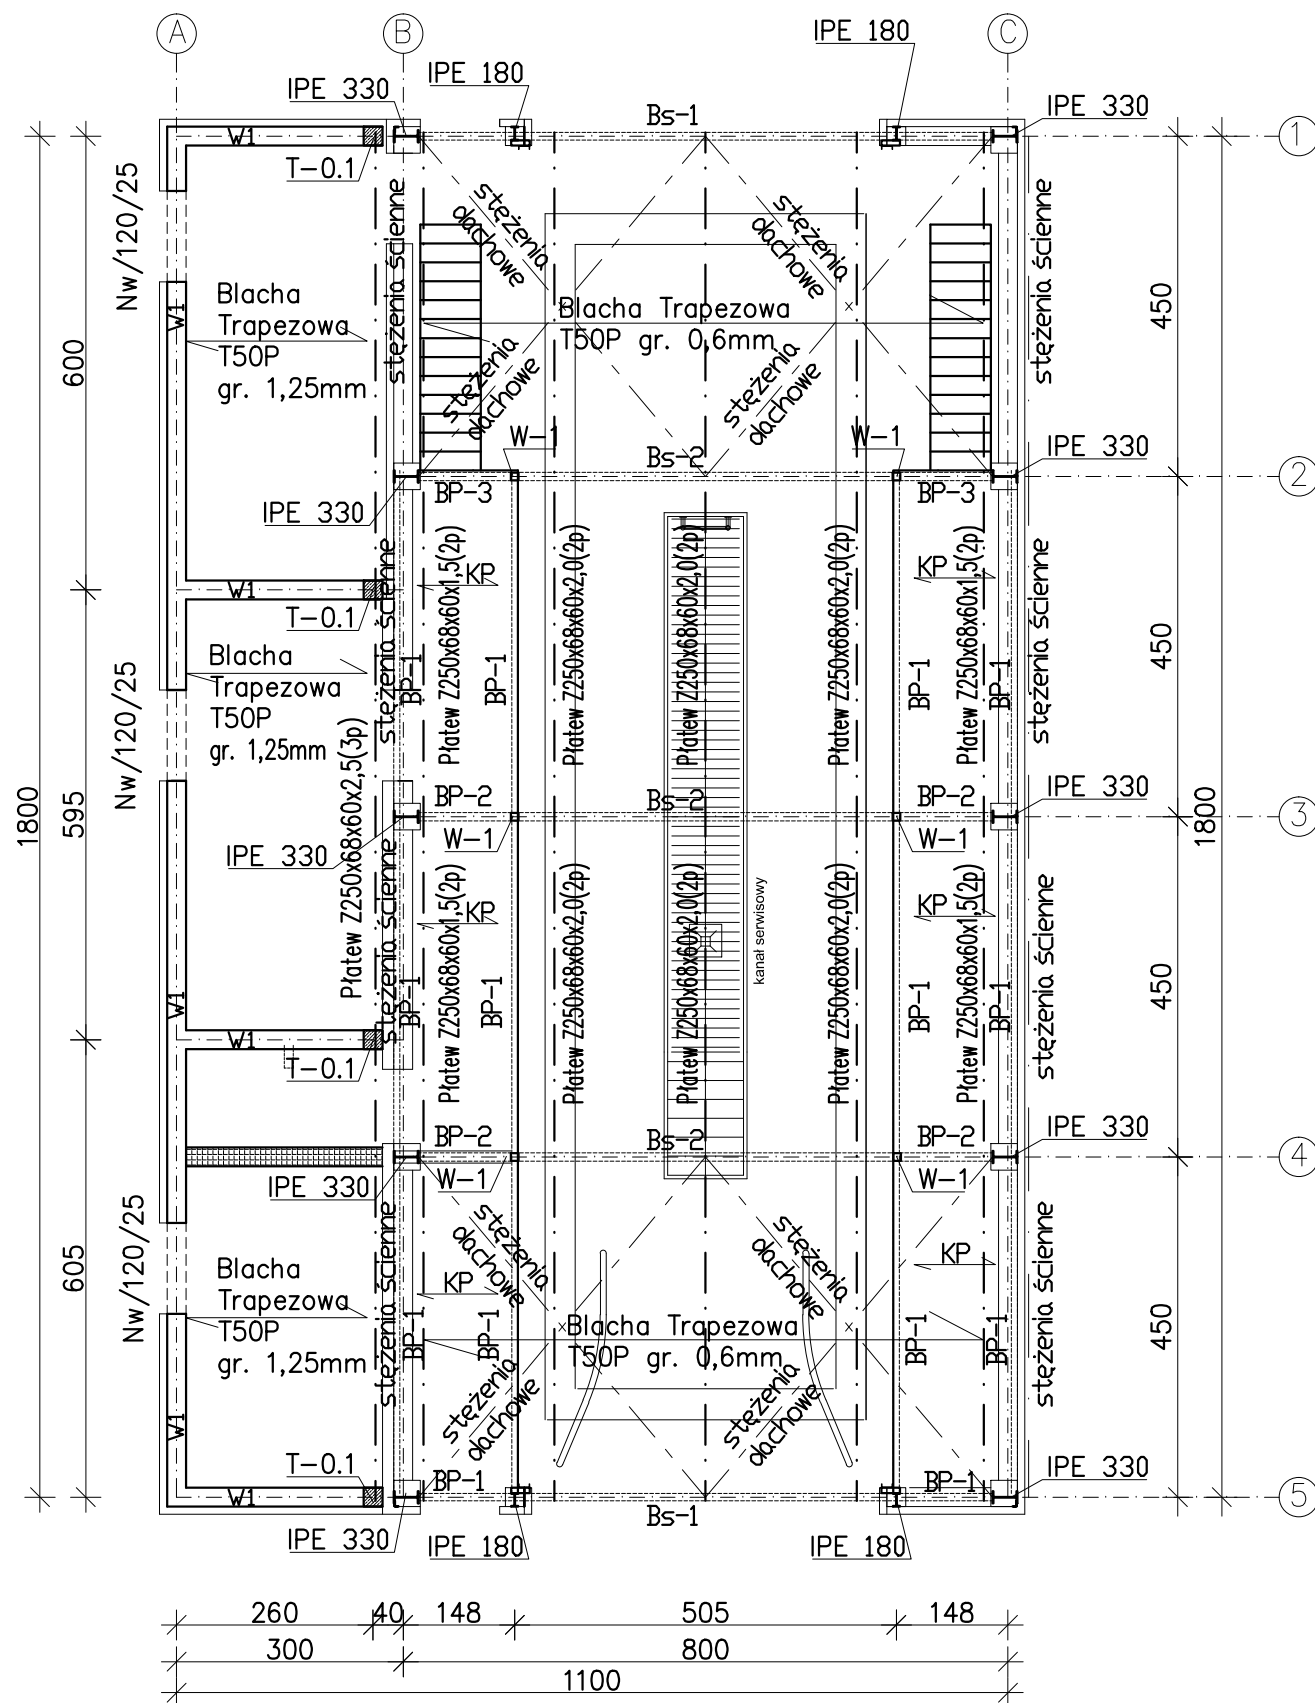 A
B
C
IPE 330
IPE 180
IPE 180
IPE 330
Bs-1
1
W1
T-0.1
Nw/120/25
stężenia ścienne
stężenia
dachowe
stężenia
dachowe
stężenia ścienne
Blacha
Trapezowa
T50P
gr. 1,25mm
W1
Blacha Trapezowa
T50P gr. 0,6mm
450
600
stężenia
dachowe
stężenia
dachowe
W-1
W-1
Bs-2
IPE 330
2
BP-3
BP-3
IPE 330
KP
KP
Płatew Z250x68x60x1,5(2p)
Płatew Z250x68x60x2,0(2p)
Płatew Z250x68x60x2,0(2p)
Płatew Z250x68x60x2,0(2p)
Płatew Z250x68x60x1,5(2p)
stężenia ścienne
stężenia ścienne
W1
T-0.1
Blacha
Trapezowa
T50P
gr. 1,25mm
Nw/120/25
BP-1
BP-1
BP-1
BP-1
450
Płatew Z250x68x60x2,5(3p)
1800
595
BP-2
Bs-2
BP-2
IPE 330
3
1800
W-1
W-1
IPE 330
stężenia ścienne
stężenia ścienne
KP
KP
Płatew Z250x68x60x1,5(2p)
Płatew Z250x68x60x2,0(2p)
Płatew Z250x68x60x2,0(2p)
kanał serwisowy
Płatew Z250x68x60x2,0(2p)
Płatew Z250x68x60x1,5(2p)
450
W1
BP-1
BP-1
BP-1
BP-1
W1
T-0.1
BP-2
Bs-2
BP-2
IPE 330
4
IPE 330
W-1
W-1
Nw/120/25
stężenia ścienne
stężenia
dachowe
stężenia
dachowe
stężenia ścienne
605
Blacha
Trapezowa
T50P
gr. 1,25mm
KP
KP
BP-1
BP-1
Blacha Trapezowa
T50P gr. 0,6mm
BP-1
BP-1
450
stężenia
dachowe
stężenia
dachowe
W1
T-0.1
BP-1
BP-1
IPE 330
W1
5
Bs-1
IPE 330
IPE 180
IPE 180
260
40
148
505
148
300
800
1100